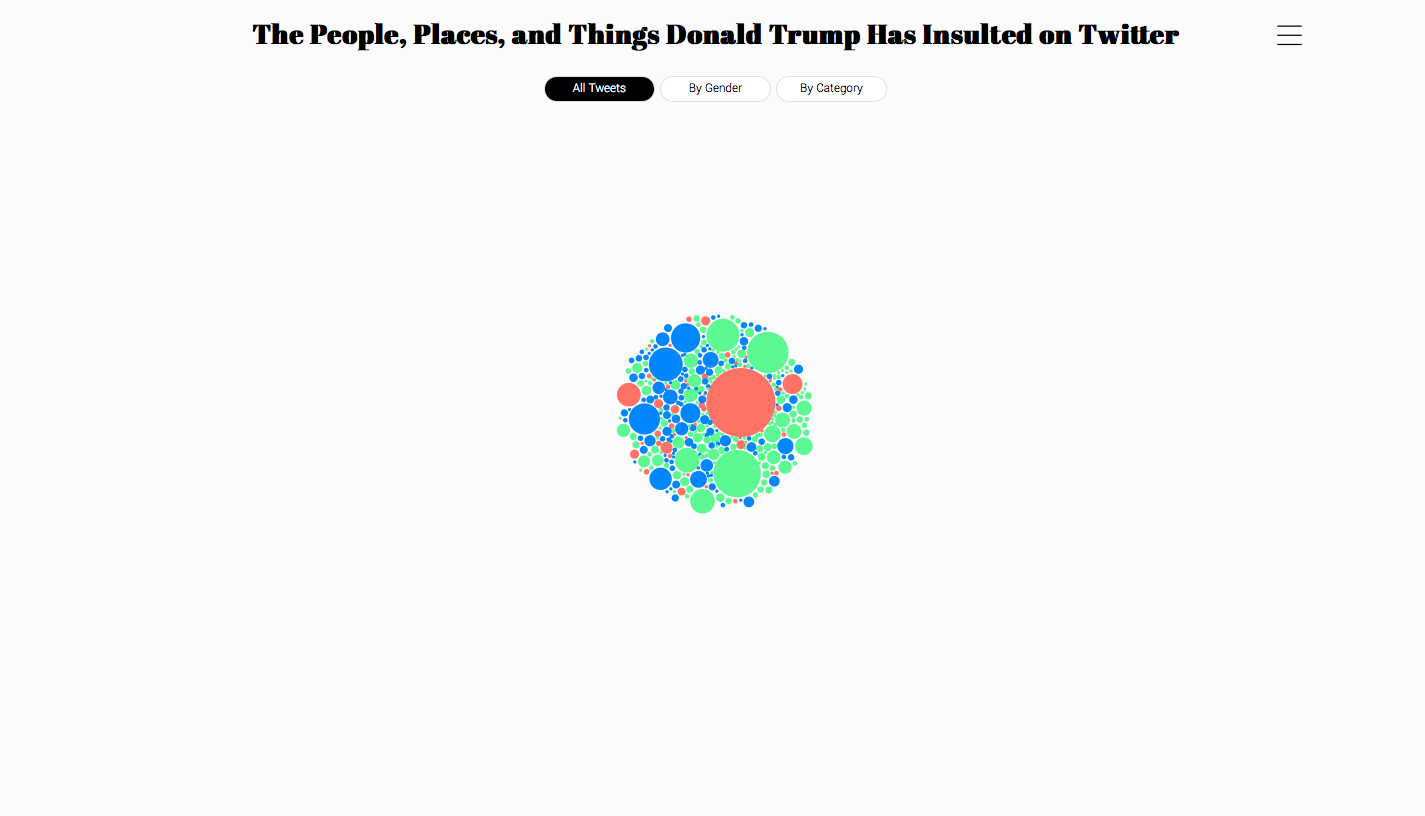 The People, Places, and Things Donald Trump Has Insulted on Twitter
All Tweets
By Gender
By Category